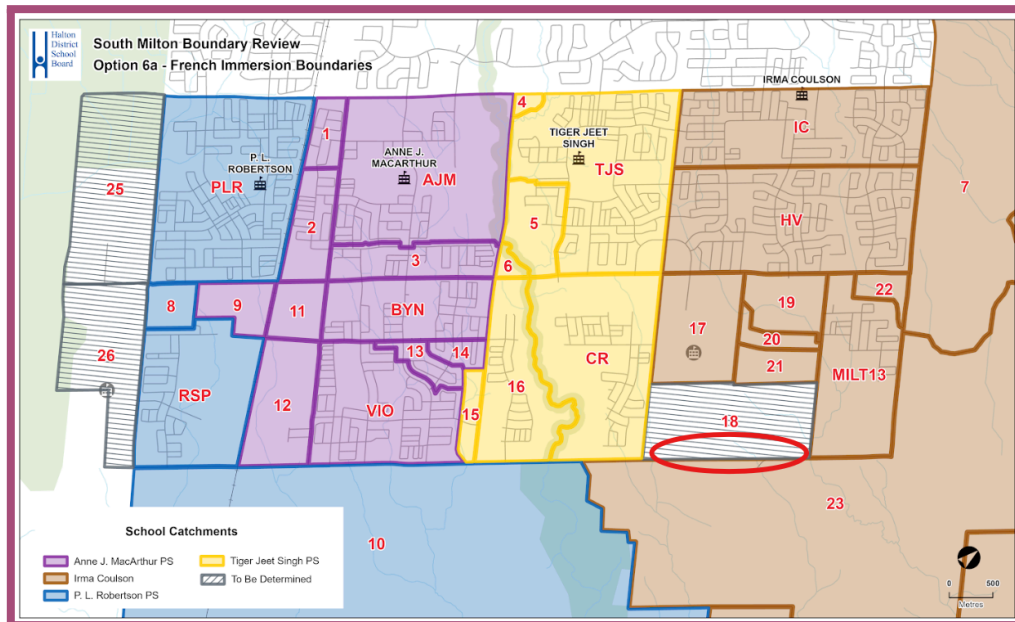 Halton
District
School
Board
South Milton Boundary Review
Option 6a - French Immersion Boundaries
IRMA COULSON
IC
4
TIGER JEET
SINGH
TJS
1
ANNE J.
MACARTHUR
AJM
P. L.
ROBERTSON
PLR
25
7
2
5
HV
3
6
8
9
11
BYN
19
22
17
20
21
26
13
14
CR
RSP
12
VIO
15
16
MILT13
18
23
10
School Catchments
Anne J. MacArthur PS
Irma Coulson
P. L. Robertson PS
Tiger Jeet Singh PS
To Be Determined
0 500
Metres